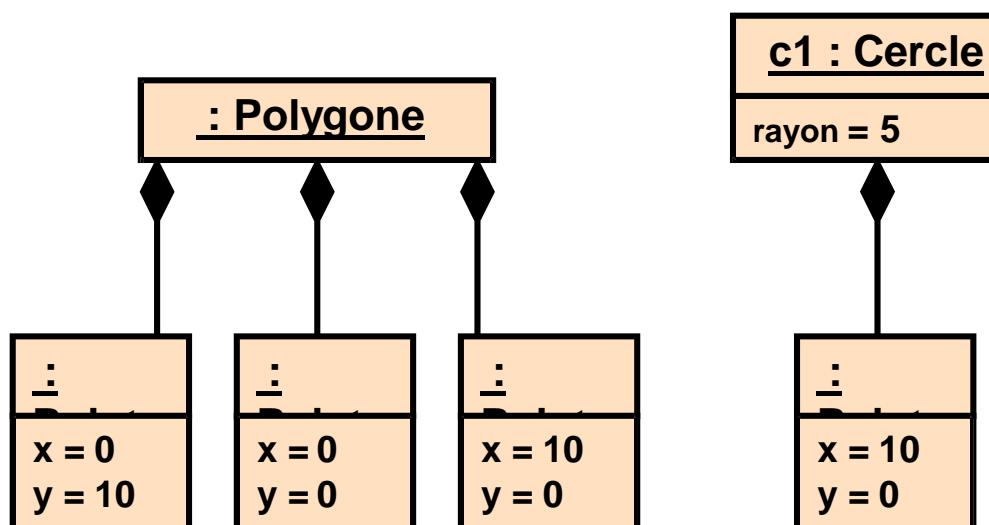 c1 : Cercle
: Polygone
rayon = 5
:
:
:
:
x = 0
y = 10
x = 0
y = 0
x = 10
y = 0
x = 10
y = 0